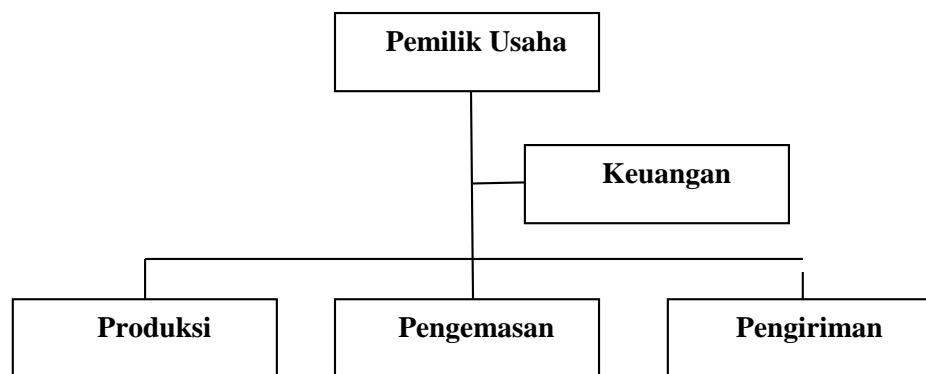 Pemilik Usaha
Keuangan
Produksi
Pengemasan
Pengiriman